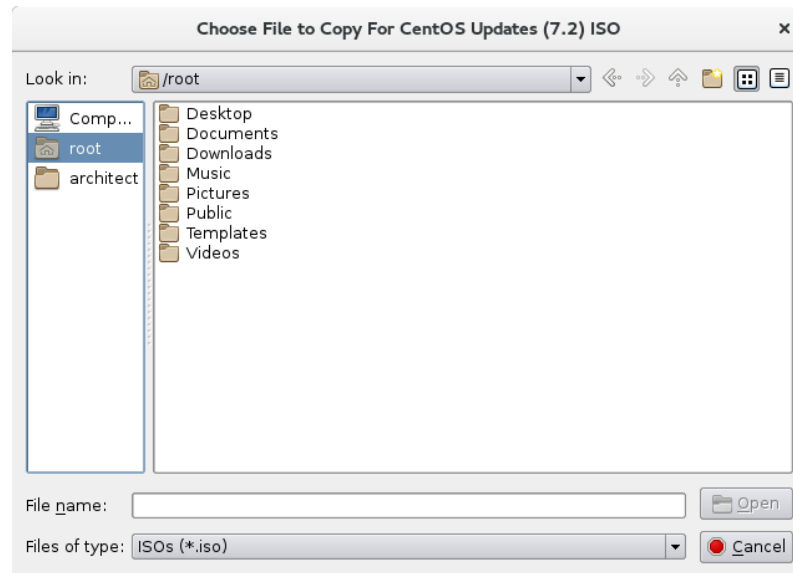 Choose File to Copy For CentOS Updates (7.2) ISO
Look in: /root
Comp...
root
architect
Desktop
Documents
Downloads
Music
Pictures
Public
Templates
Videos
File name:
Open
Files of type: ISOs (*.iso)
Cancel